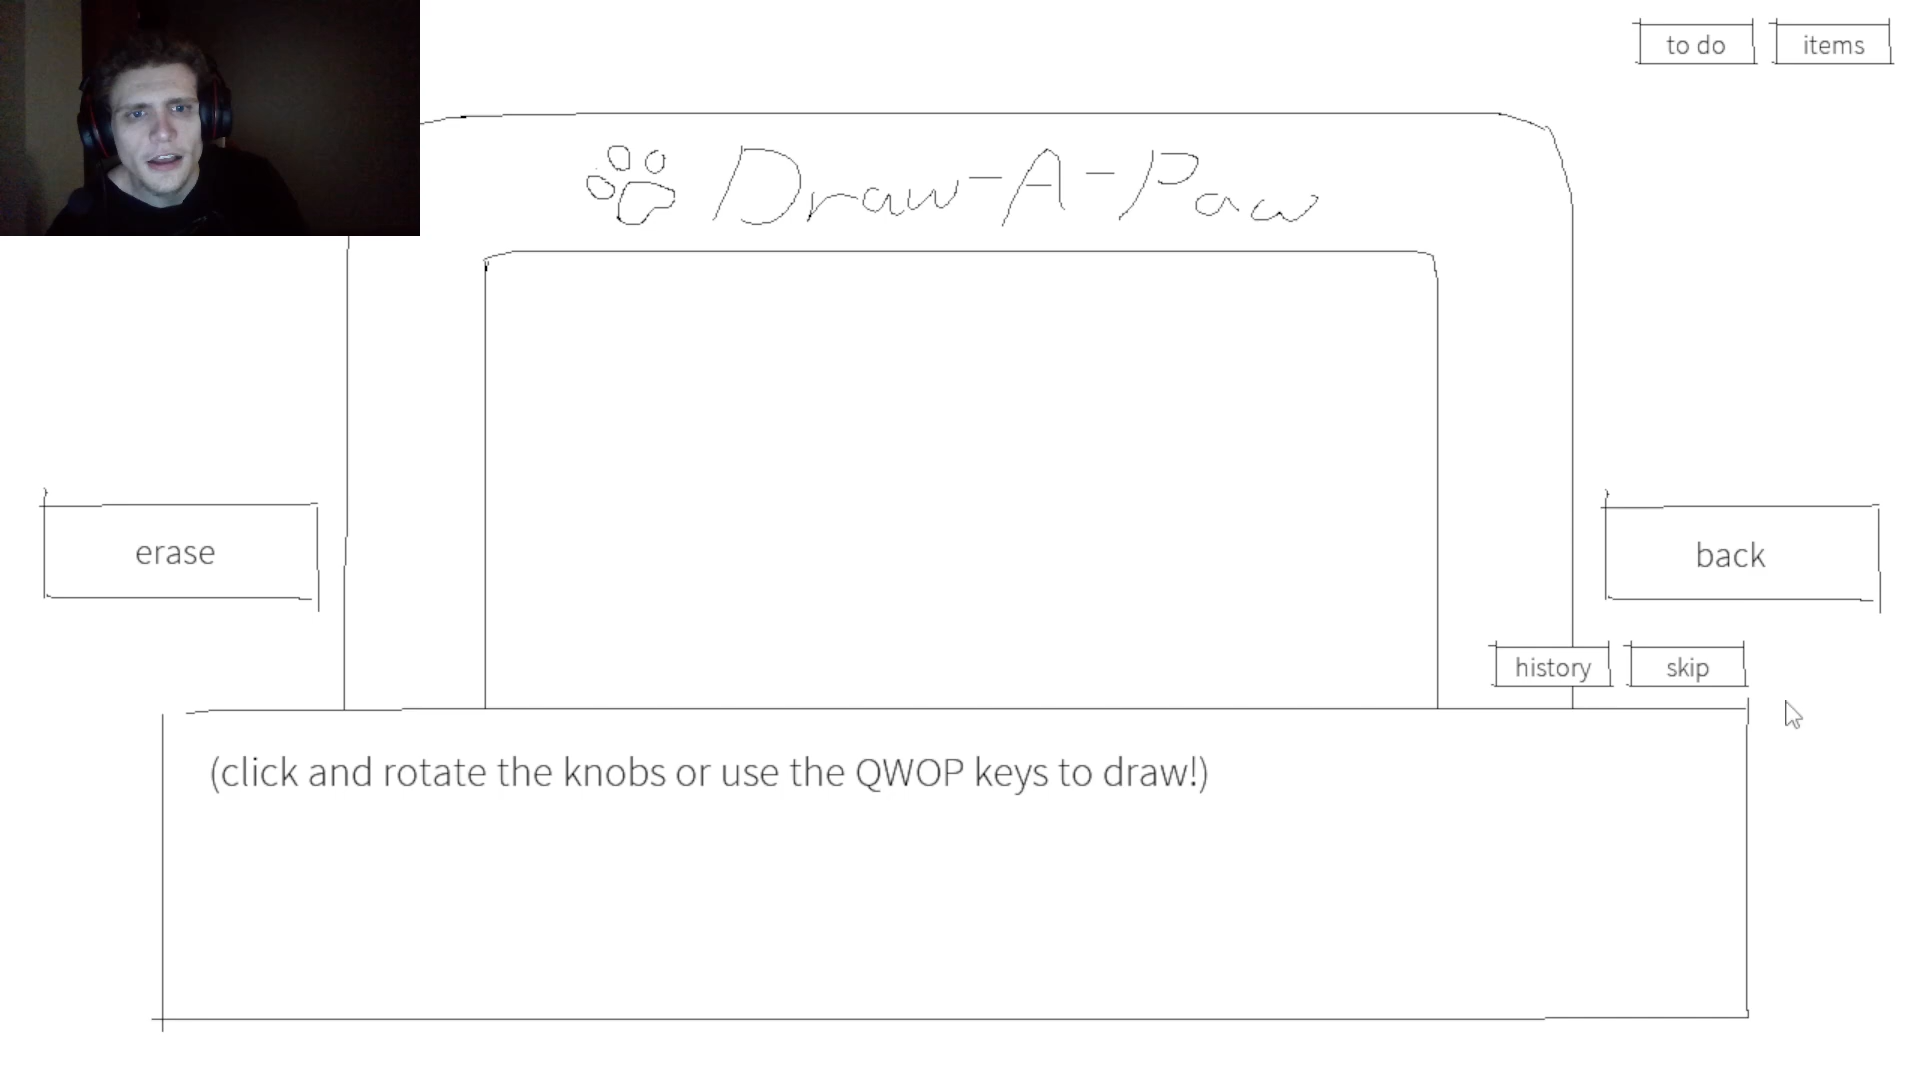 to do
items
Draw-A-Paw
erase
back
history
skip
(click and rotate the knobs or use the QWOP keys to draw!)